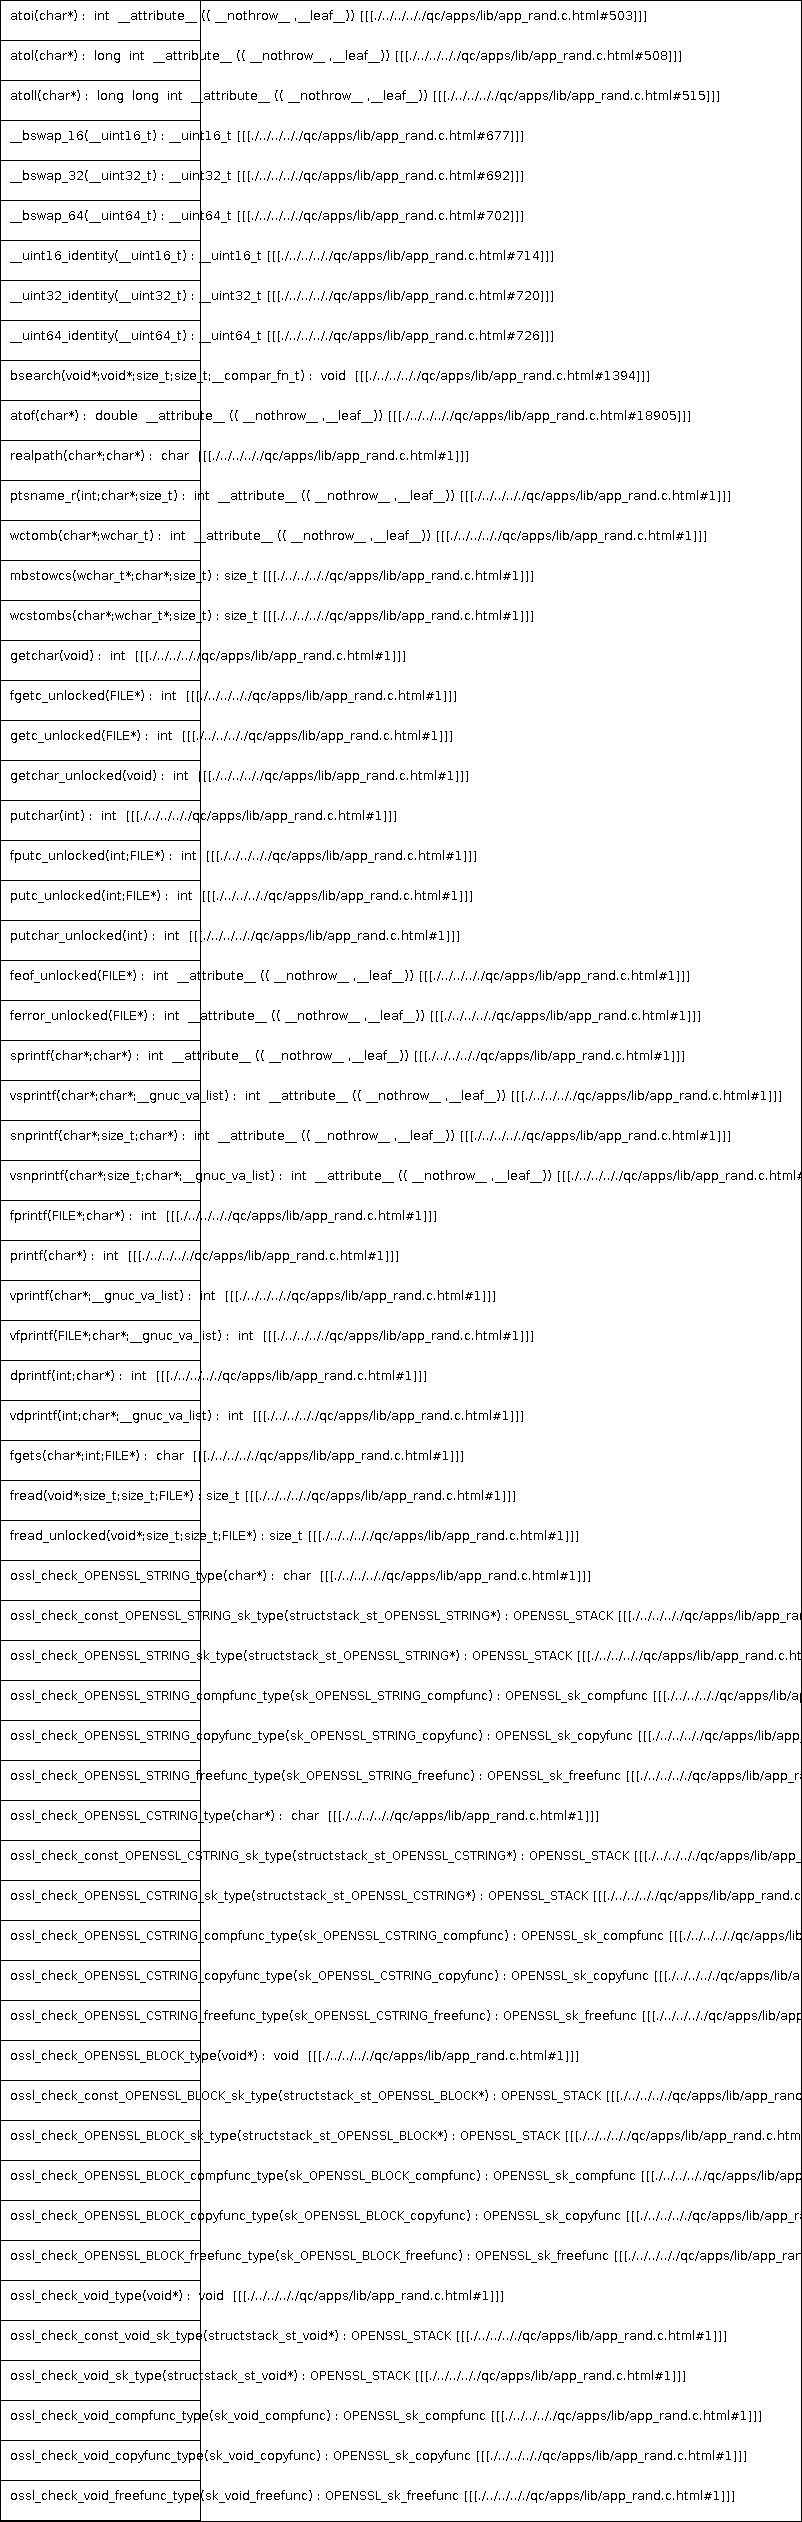 atoi(char*) :  int  __attribute__ (( __nothrow__ ,__leaf__)) [[[./../../../../qc/apps/lib/app_rand.c.html#503]]]
atol(char*) :  long  int  __attribute__ (( __nothrow__ ,__leaf__)) [[[./../../../../qc/apps/lib/app_rand.c.html#508]]]
atoll(char*) :  long  long  int  __attribute__ (( __nothrow__ ,__leaf__)) [[[./../../../../qc/apps/lib/app_rand.c.html#515]]]
__bswap_16(__uint16_t) : __uint16_t [[[./../../../../qc/apps/lib/app_rand.c.html#677]]]
__bswap_32(__uint32_t) : __uint32_t [[[./../../../../qc/apps/lib/app_rand.c.html#692]]]
__bswap_64(__uint64_t) : __uint64_t [[[./../../../../qc/apps/lib/app_rand.c.html#702]]]
__uint16_identity(__uint16_t) : __uint16_t [[[./../../../../qc/apps/lib/app_rand.c.html#714]]]
__uint32_identity(__uint32_t) : __uint32_t [[[./../../../../qc/apps/lib/app_rand.c.html#720]]]
__uint64_identity(__uint64_t) : __uint64_t [[[./../../../../qc/apps/lib/app_rand.c.html#726]]]
bsearch(void*;void*;size_t;size_t;__compar_fn_t) :  void  [[[./../../../../qc/apps/lib/app_rand.c.html#1394]]]
atof(char*) :  double  __attribute__ (( __nothrow__ ,__leaf__)) [[[./../../../../qc/apps/lib/app_rand.c.html#18905]]]
realpath(char*;char*) :  char  [[[./../../../../qc/apps/lib/app_rand.c.html#1]]]
ptsname_r(int;char*;size_t) :  int  __attribute__ (( __nothrow__ ,__leaf__)) [[[./../../../../qc/apps/lib/app_rand.c.html#1]]]
wctomb(char*;wchar_t) :  int  __attribute__ (( __nothrow__ ,__leaf__)) [[[./../../../../qc/apps/lib/app_rand.c.html#1]]]
mbstowcs(wchar_t*;char*;size_t) : size_t [[[./../../../../qc/apps/lib/app_rand.c.html#1]]]
wcstombs(char*;wchar_t*;size_t) : size_t [[[./../../../../qc/apps/lib/app_rand.c.html#1]]]
getchar(void) :  int  [[[./../../../../qc/apps/lib/app_rand.c.html#1]]]
fgetc_unlocked(FILE*) :  int  [[[./../../../../qc/apps/lib/app_rand.c.html#1]]]
getc_unlocked(FILE*) :  int  [[[./../../../../qc/apps/lib/app_rand.c.html#1]]]
getchar_unlocked(void) :  int  [[[./../../../../qc/apps/lib/app_rand.c.html#1]]]
putchar(int) :  int  [[[./../../../../qc/apps/lib/app_rand.c.html#1]]]
fputc_unlocked(int;FILE*) :  int  [[[./../../../../qc/apps/lib/app_rand.c.html#1]]]
putc_unlocked(int;FILE*) :  int  [[[./../../../../qc/apps/lib/app_rand.c.html#1]]]
putchar_unlocked(int) :  int  [[[./../../../../qc/apps/lib/app_rand.c.html#1]]]
feof_unlocked(FILE*) :  int  __attribute__ (( __nothrow__ ,__leaf__)) [[[./../../../../qc/apps/lib/app_rand.c.html#1]]]
ferror_unlocked(FILE*) :  int  __attribute__ (( __nothrow__ ,__leaf__)) [[[./../../../../qc/apps/lib/app_rand.c.html#1]]]
sprintf(char*;char*) :  int  __attribute__ (( __nothrow__ ,__leaf__)) [[[./../../../../qc/apps/lib/app_rand.c.html#1]]]
vsprintf(char*;char*;__gnuc_va_list) :  int  __attribute__ (( __nothrow__ ,__leaf__)) [[[./../../../../qc/apps/lib/app_rand.c.html#1]]]
snprintf(char*;size_t;char*) :  int  __attribute__ (( __nothrow__ ,__leaf__)) [[[./../../../../qc/apps/lib/app_rand.c.html#1]]]
vsnprintf(char*;size_t;char*;__gnuc_va_list) :  int  __attribute__ (( __nothrow__ ,__leaf__)) [[[./../../../../qc/apps/lib/app_rand.c.html#
fprintf(FILE*;char*) :  int  [[[./../../../../qc/apps/lib/app_rand.c.html#1]]]
printf(char*) :  int  [[[./../../../../qc/apps/lib/app_rand.c.html#1]]]
vprintf(char*;__gnuc_va_list) :  int  [[[./../../../../qc/apps/lib/app_rand.c.html#1]]]
vfprintf(FILE*;char*;__gnuc_va_list) :  int  [[[./../../../../qc/apps/lib/app_rand.c.html#1]]]
dprintf(int;char*) :  int  [[[./../../../../qc/apps/lib/app_rand.c.html#1]]]
vdprintf(int;char*;__gnuc_va_list) :  int  [[[./../../../../qc/apps/lib/app_rand.c.html#1]]]
fgets(char*;int;FILE*) :  char  [[[./../../../../qc/apps/lib/app_rand.c.html#1]]]
fread(void*;size_t;size_t;FILE*) : size_t [[[./../../../../qc/apps/lib/app_rand.c.html#1]]]
fread_unlocked(void*;size_t;size_t;FILE*) : size_t [[[./../../../../qc/apps/lib/app_rand.c.html#1]]]
ossl_check_OPENSSL_STRING_type(char*) :  char  [[[./../../../../qc/apps/lib/app_rand.c.html#1]]]
ossl_check_const_OPENSSL_STRING_sk_type(structstack_st_OPENSSL_STRING*) : OPENSSL_STACK [[[./../../../../qc/apps/lib/app_ra
ossl_check_OPENSSL_STRING_sk_type(structstack_st_OPENSSL_STRING*) : OPENSSL_STACK [[[./../../../../qc/apps/lib/app_rand.c.ht
ossl_check_OPENSSL_STRING_compfunc_type(sk_OPENSSL_STRING_compfunc) : OPENSSL_sk_compfunc [[[./../../../../qc/apps/lib/a
ossl_check_OPENSSL_STRING_copyfunc_type(sk_OPENSSL_STRING_copyfunc) : OPENSSL_sk_copyfunc [[[./../../../../qc/apps/lib/app_
ossl_check_OPENSSL_STRING_freefunc_type(sk_OPENSSL_STRING_freefunc) : OPENSSL_sk_freefunc [[[./../../../../qc/apps/lib/app_r
ossl_check_OPENSSL_CSTRING_type(char*) :  char  [[[./../../../../qc/apps/lib/app_rand.c.html#1]]]
ossl_check_const_OPENSSL_CSTRING_sk_type(structstack_st_OPENSSL_CSTRING*) : OPENSSL_STACK [[[./../../../../qc/apps/lib/app_
ossl_check_OPENSSL_CSTRING_sk_type(structstack_st_OPENSSL_CSTRING*) : OPENSSL_STACK [[[./../../../../qc/apps/lib/app_rand.c
ossl_check_OPENSSL_CSTRING_compfunc_type(sk_OPENSSL_CSTRING_compfunc) : OPENSSL_sk_compfunc [[[./../../../../qc/apps/lib
ossl_check_OPENSSL_CSTRING_copyfunc_type(sk_OPENSSL_CSTRING_copyfunc) : OPENSSL_sk_copyfunc [[[./../../../../qc/apps/lib/a
ossl_check_OPENSSL_CSTRING_freefunc_type(sk_OPENSSL_CSTRING_freefunc) : OPENSSL_sk_freefunc [[[./../../../../qc/apps/lib/app
ossl_check_OPENSSL_BLOCK_type(void*) :  void  [[[./../../../../qc/apps/lib/app_rand.c.html#1]]]
ossl_check_const_OPENSSL_BLOCK_sk_type(structstack_st_OPENSSL_BLOCK*) : OPENSSL_STACK [[[./../../../../qc/apps/lib/app_rand
ossl_check_OPENSSL_BLOCK_sk_type(structstack_st_OPENSSL_BLOCK*) : OPENSSL_STACK [[[./../../../../qc/apps/lib/app_rand.c.htm
ossl_check_OPENSSL_BLOCK_compfunc_type(sk_OPENSSL_BLOCK_compfunc) : OPENSSL_sk_compfunc [[[./../../../../qc/apps/lib/app
ossl_check_OPENSSL_BLOCK_copyfunc_type(sk_OPENSSL_BLOCK_copyfunc) : OPENSSL_sk_copyfunc [[[./../../../../qc/apps/lib/app_r
ossl_check_OPENSSL_BLOCK_freefunc_type(sk_OPENSSL_BLOCK_freefunc) : OPENSSL_sk_freefunc [[[./../../../../qc/apps/lib/app_ran
ossl_check_void_type(void*) :  void  [[[./../../../../qc/apps/lib/app_rand.c.html#1]]]
ossl_check_const_void_sk_type(structstack_st_void*) : OPENSSL_STACK [[[./../../../../qc/apps/lib/app_rand.c.html#1]]]
ossl_check_void_sk_type(structstack_st_void*) : OPENSSL_STACK [[[./../../../../qc/apps/lib/app_rand.c.html#1]]]
ossl_check_void_compfunc_type(sk_void_compfunc) : OPENSSL_sk_compfunc [[[./../../../../qc/apps/lib/app_rand.c.html#1]]]
ossl_check_void_copyfunc_type(sk_void_copyfunc) : OPENSSL_sk_copyfunc [[[./../../../../qc/apps/lib/app_rand.c.html#1]]]
ossl_check_void_freefunc_type(sk_void_freefunc) : OPENSSL_sk_freefunc [[[./../../../../qc/apps/lib/app_rand.c.html#1]]]